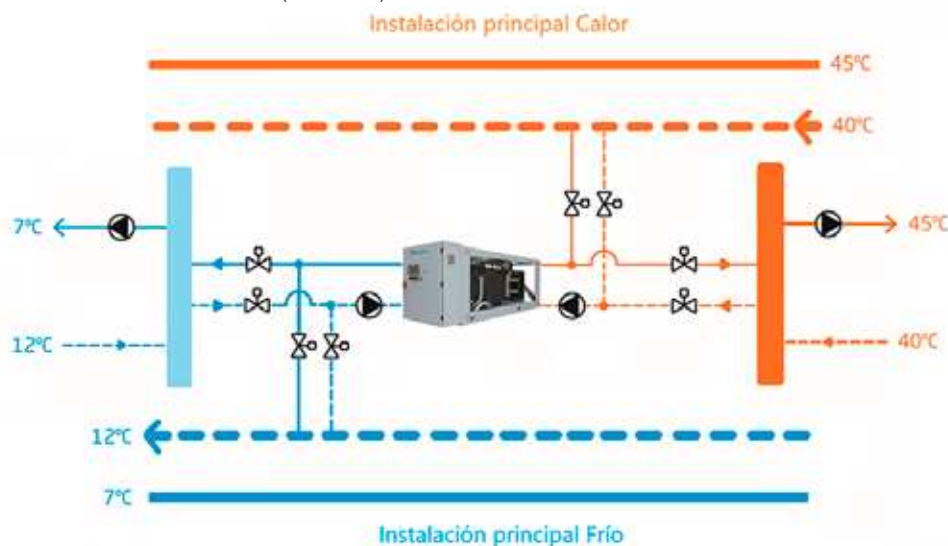 Instalación principal Calor
45ºC
40ºC
7ºC
45ºC
12ºC
40ºC
12ºC
7ºC
Instalación principal Frío